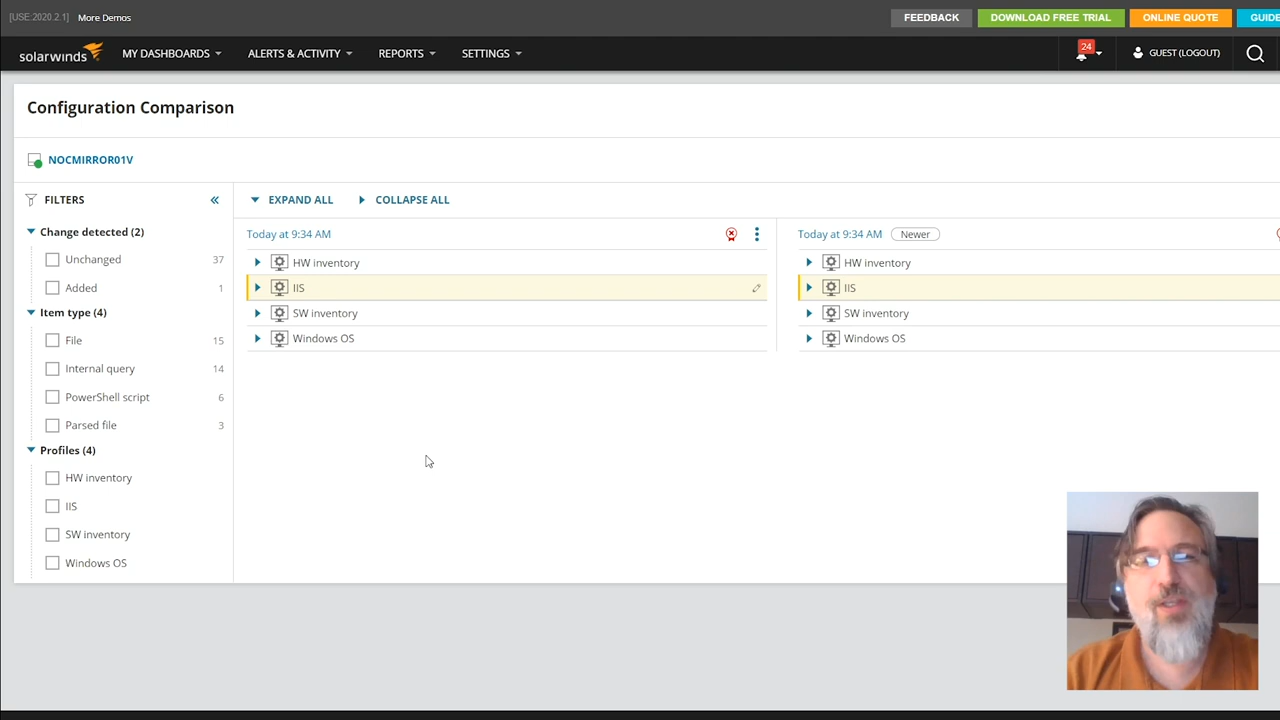 [USE:2020.2.1] More Demos FEEDBACK DOWNLOAD FREE TRIAL ONLINE QUOTE GUIDE
solarwinds MY DASHBOARDS ALERTS & ACTIVITY REPORTS SETTINGS 24 GUEST (LOGOUT)
Configuration Comparison
NOCMIRROR01V
FILTERS
Change detected (2)
Unchanged 37
Added 1
Item type (4)
File 15
Internal query 14
PowerShell script 6
Parsed file 3
Profiles (4)
HW inventory
IIS
SW inventory
Windows OS
EXPAND ALL COLLAPSE ALL
Today at 9:34 AM
HW inventory
IIS
SW inventory
Windows OS
Today at 9:34 AM Newer
HW inventory
IIS
SW inventory
Windows OS